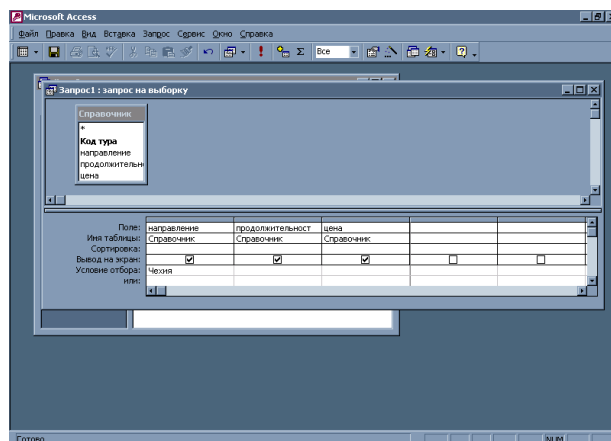 Microsoft Access
Файл Правка Вид Вставка Запрос Сервис Окно Справка
Все
Запрос1 : запрос на выборку
Справочник
*
Код тура
направление
продолжительн
цена
Поле: направление продолжительност цена
Имя таблицы: Справочник Справочник Справочник
Сортировка:
Вывод на экран:
Условие отбора: Чехия
или:
Готово
NUM